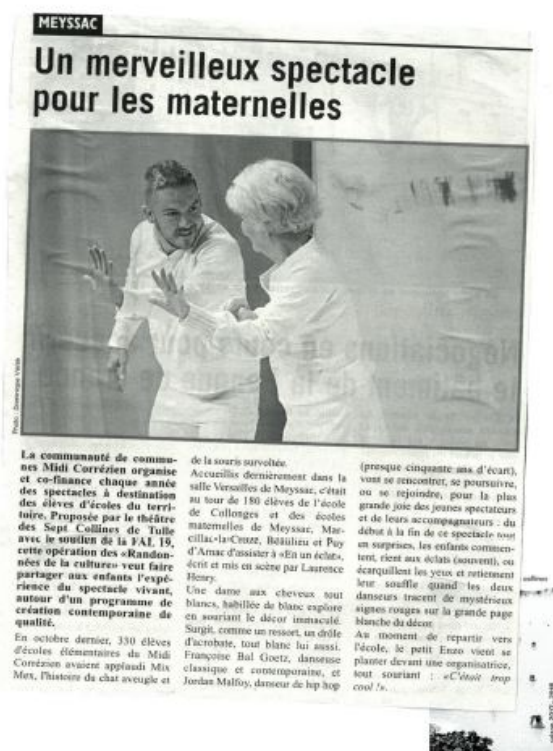 MEYSSAC
Un merveilleux spectacle
pour les maternelles
Photo : Dominique
La communauté de commu-
nes Midi Corrézien organise
et co-finance chaque année
des spectacles à destination
des élèves d'écoles du terri-
toire. Proposée par le théâtre
des Sept Collines de Tulle
avec le soutien de la FAL 19,
cette opération des «Randon-
nées de la culture» veut faire
partager aux enfants l'expé-
rience du spectacle vivant,
autour d'un programme de
création contemporaine de
qualité.
En octobre dernier, 330 élèves
d'écoles élémentaires du Midi
Corrézien avaient applaudi Mix
Mex, l'histoire du chat aveugle et
de la souris survoltée.
Accueillis dernièrement dans la
salle Versailles de Meyssac, c'était
au tour de 180 élèves de l'école
de Collonges et des écoles
maternelles de Meyssac, Mar-
cillac-la-Croze, Beaulieu et Puy
d'Arnac d'assister à «En un éclat»,
écrit et mis en scène par Laurence
Henry.
Une dame aux cheveux tout
blancs, habillée de blanc explore
en souriant le décor immaculé.
Surgit, comme un ressort, un drôle
d'acrobate, tout blanc lui aussi.
Françoise Bal Goetz, danseuse
classique et contemporaine, et
Jordan Malfoy, danseur de hip hop
(presque cinquante ans d'écart),
vont se rencontrer, se poursuivre,
ou se rejoindre, pour la plus
grande joie des jeunes spectateurs
et de leurs accompagnateurs : du
début à la fin de ce spectacle tout
en surprises, les enfants commen-
tent, rient aux éclats (souvent), ou
écarquillent les yeux et retiennent
leur souffle quand les deux
danseurs tracent de mystérieux
signes rouges sur la grande page
blanche du décor.
Au moment de repartir vers
l'école, le petit Enzo vient se
planter devant une organisatrice,
tout souriant : «C'était trop
cool !».